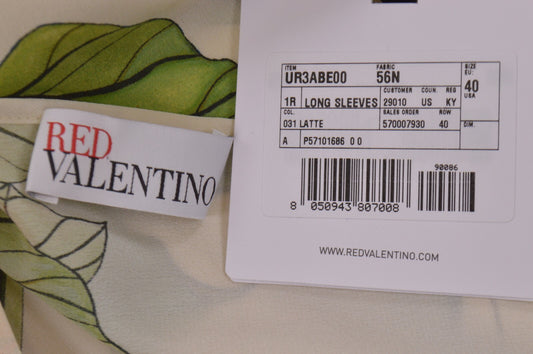 RED
VALENTINO
ITEM FABRIC SIZE
UR3ABE00 56N EU:
40
USA
CUSTOMER COUN. REG
1R LONG SLEEVES 29010 US KY
COL. SALES ORDER ROW
031 LATTE 570007930 40 DIM.
A P57101686 0 0
90086
8 050943 807008
WWW.REDVALENTINO.COM